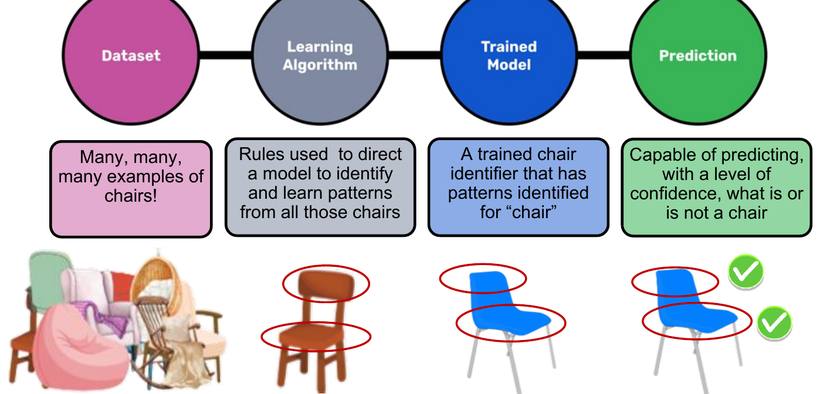 Dataset
Learning
Algorithm
Trained
Model
Prediction
Many, many,
many examples of
chairs!
Rules used  to direct
a model to identify
and learn patterns
from all those chairs
A trained chair
identifier that has
patterns identified
for “chair”
Capable of predicting,
with a level of
confidence, what is or
is not a chair